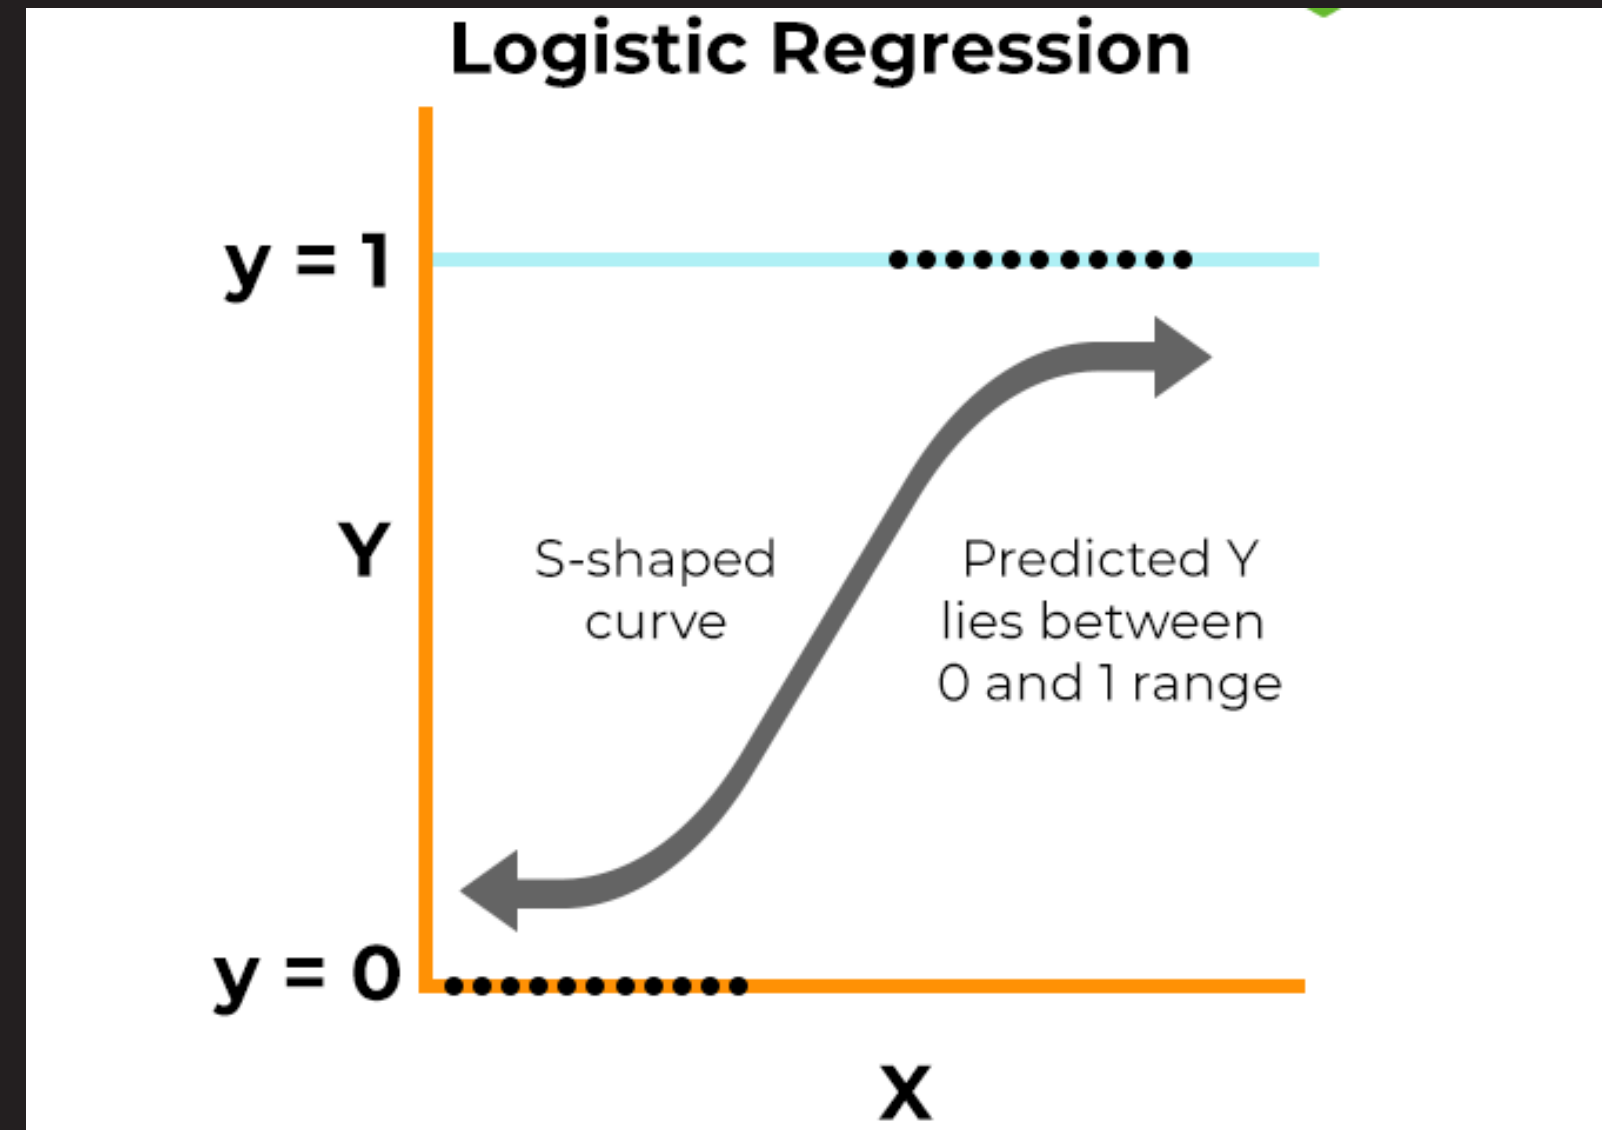 Logistic Regression
y = 1
Y
S-shaped
curve
Predicted Y
lies between
0 and 1 range
y = 0
X